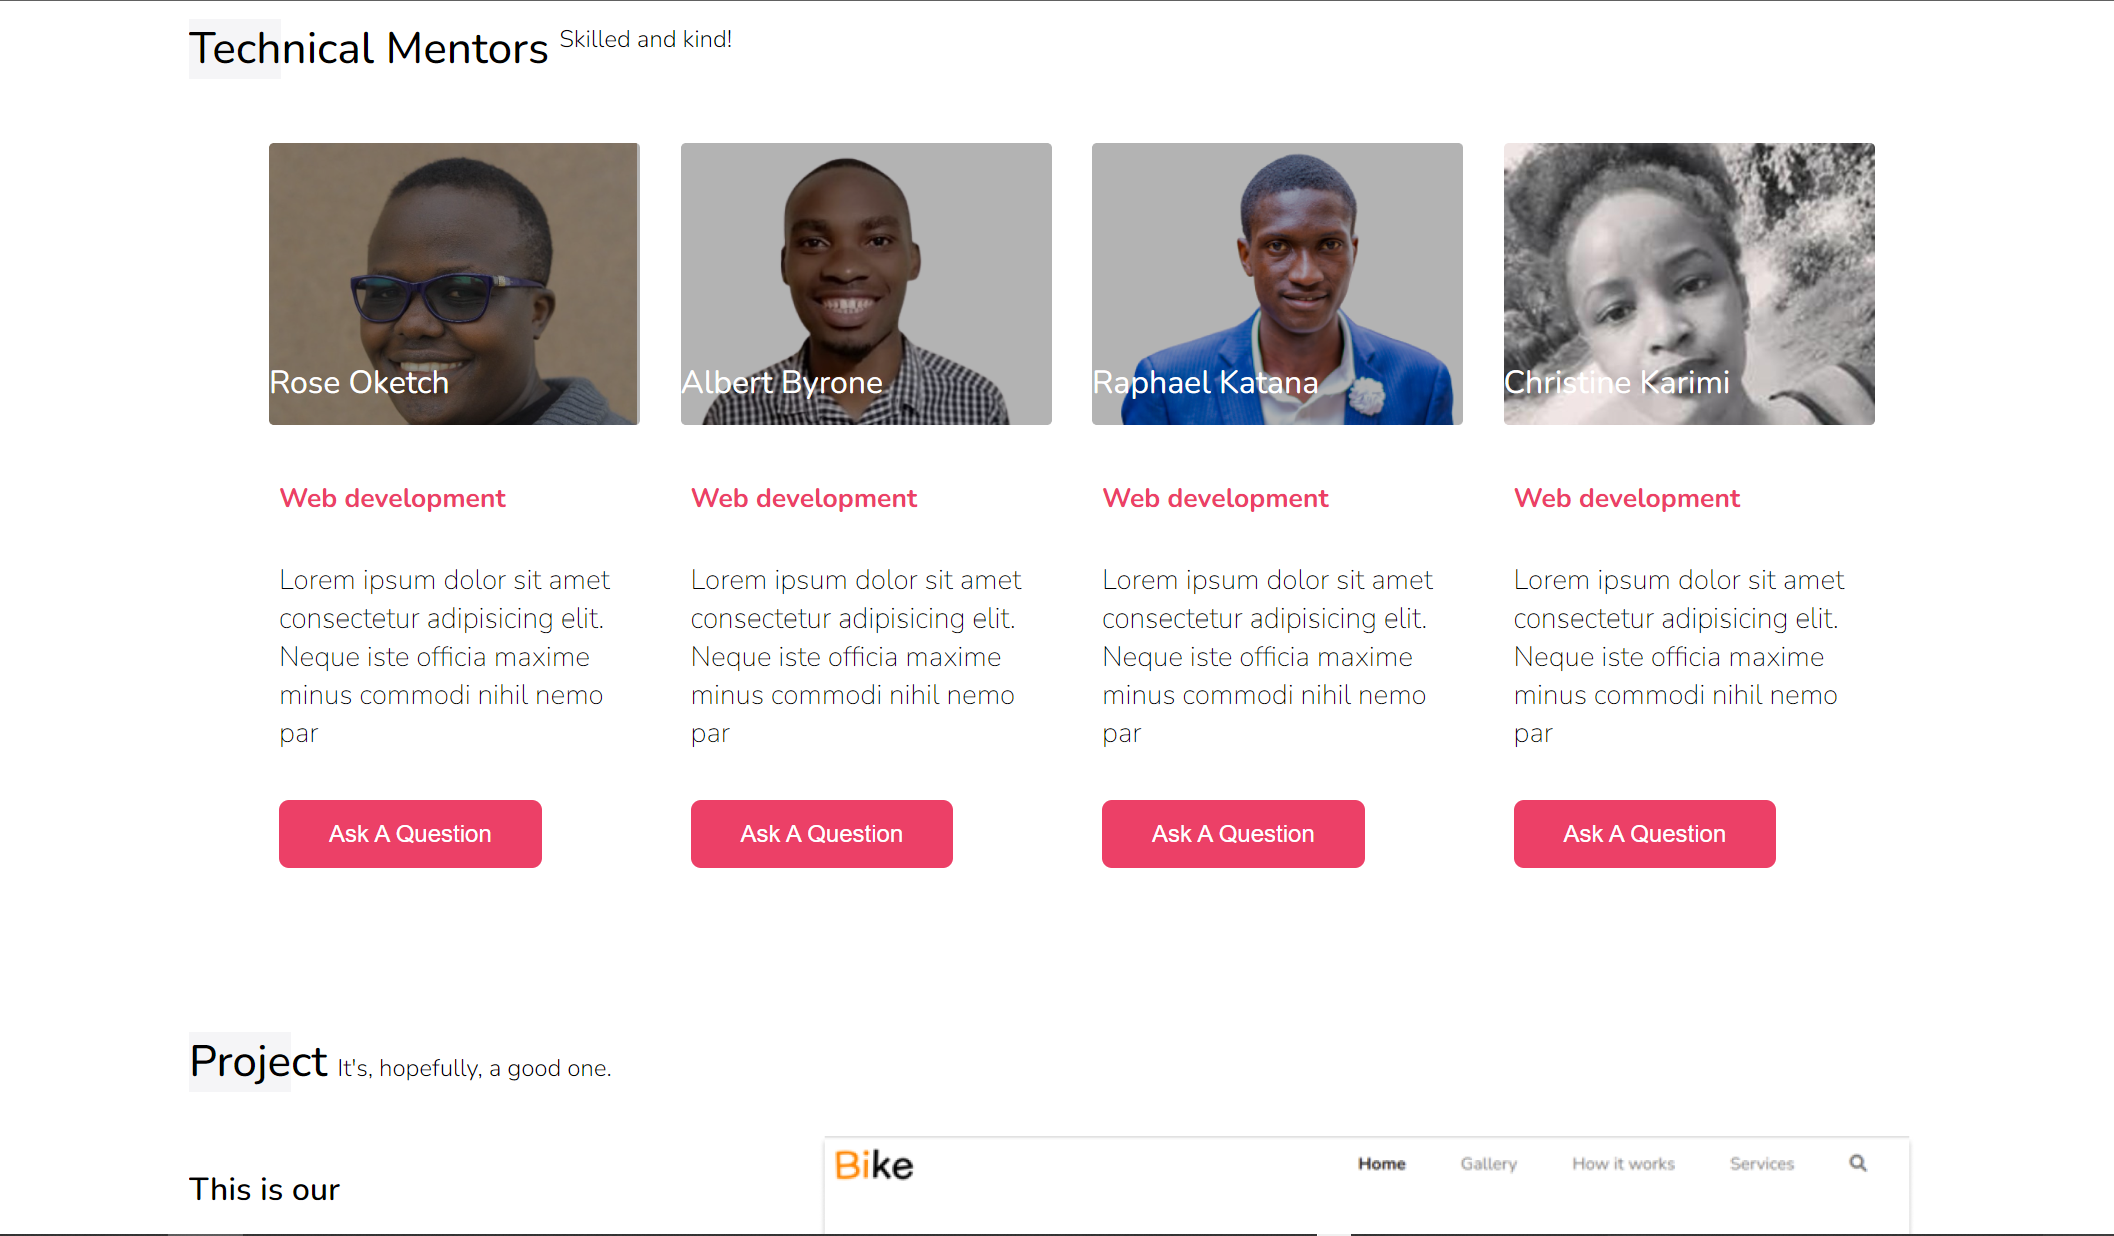 Technical Mentors Skilled and kind!
Rose Oketch
Albert Byrone
Raphael Katana
Christine Karimi
Web development
Lorem ipsum dolor sit amet
consectetur adipisicing elit.
Neque iste officia maxime
minus commodi nihil nemo
par
Ask A Question
Web development
Lorem ipsum dolor sit amet
consectetur adipisicing elit.
Neque iste officia maxime
minus commodi nihil nemo
par
Ask A Question
Web development
Lorem ipsum dolor sit amet
consectetur adipisicing elit.
Neque iste officia maxime
minus commodi nihil nemo
par
Ask A Question
Web development
Lorem ipsum dolor sit amet
consectetur adipisicing elit.
Neque iste officia maxime
minus commodi nihil nemo
par
Ask A Question
Project It's, hopefully, a good one.
This is our
Bike Home Gallery How it works Services